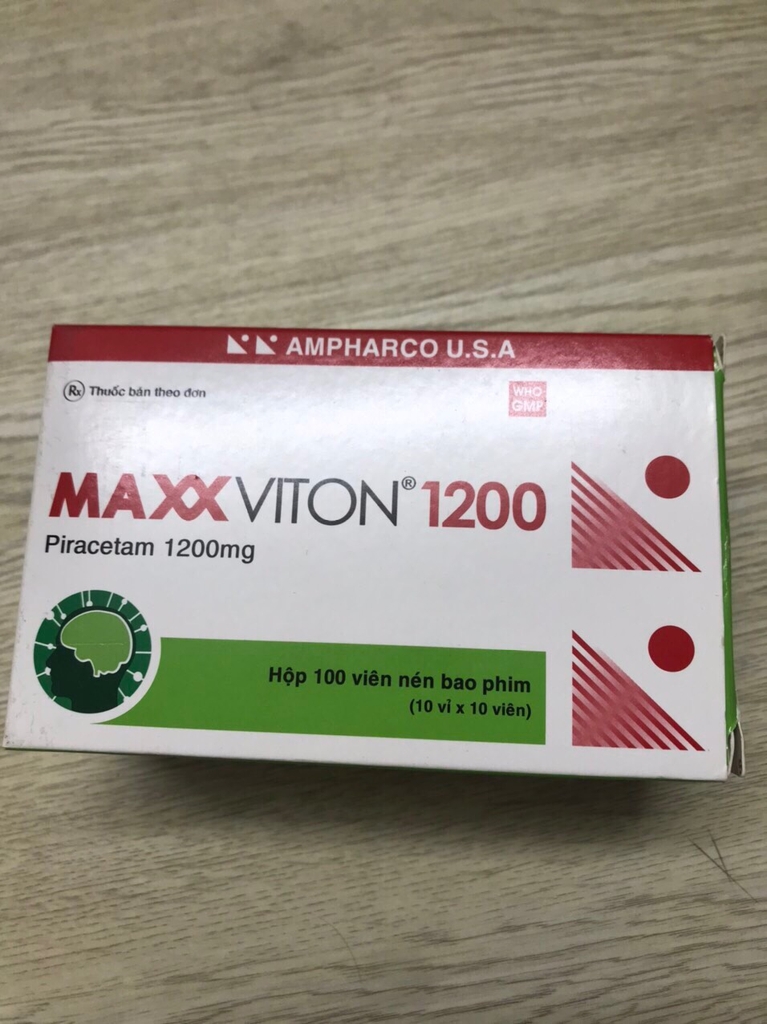 AMPHARCO U.S.A
Rx Thuốc bán theo đơn
WHO
GMP
MAXXVITON® 1200
Piracetam 1200mg
Hộp 100 viên nén bao phim
(10 vỉ x 10 viên)